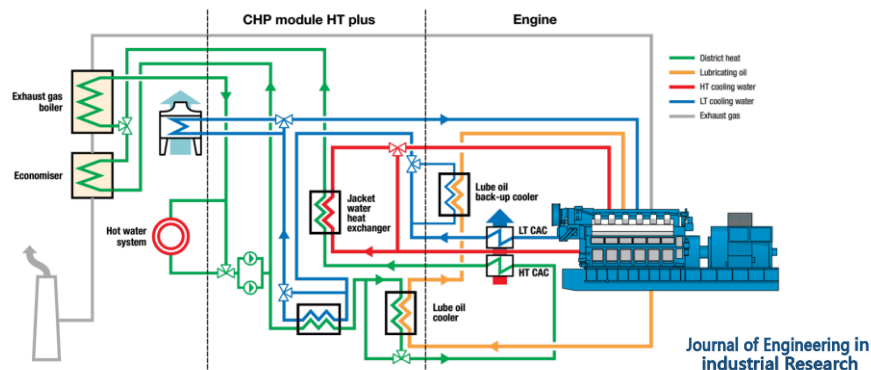 CHP module HT plus
Engine
District heat
Lubricating oil
HT cooling water
LT cooling water
Exhaust gas
Exhaust gas
boiler
Economiser
Hot water
system
Jacket
water
heat
exchanger
Lube oil
back-up cooler
LT CAC
HT CAC
Lube oil
cooler
Journal of Engineering in
industrial Research